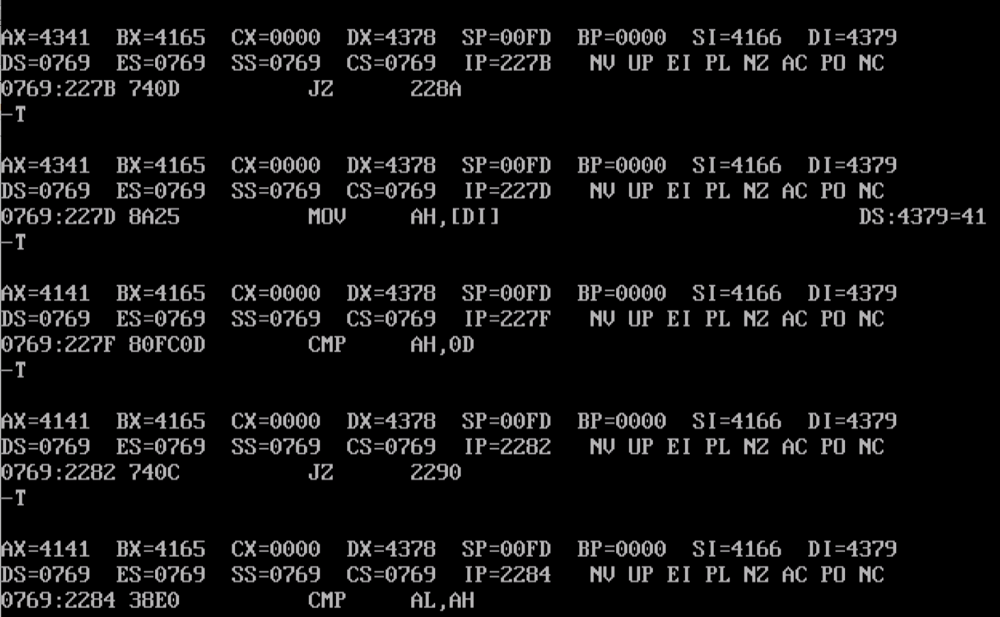 AX=4341  BX=4165  CX=0000  DX=4378  SP=00FD  BP=0000  SI=4166  DI=4379
DS=0769  ES=0769  SS=0769  CS=0769  IP=227B   NV UP EI PL NZ AC PO NC
0769:227B 740D          JZ      228A
-T
AX=4341  BX=4165  CX=0000  DX=4378  SP=00FD  BP=0000  SI=4166  DI=4379
DS=0769  ES=0769  SS=0769  CS=0769  IP=227D   NV UP EI PL NZ AC PO NC
0769:227D 8A25          MOV     AH,[DI]                            DS:4379=41
-T
AX=4141  BX=4165  CX=0000  DX=4378  SP=00FD  BP=0000  SI=4166  DI=4379
DS=0769  ES=0769  SS=0769  CS=0769  IP=227F   NV UP EI PL NZ AC PO NC
0769:227F 80FC0D        CMP     AH,0D
-T
AX=4141  BX=4165  CX=0000  DX=4378  SP=00FD  BP=0000  SI=4166  DI=4379
DS=0769  ES=0769  SS=0769  CS=0769  IP=2282   NV UP EI PL NZ AC PO NC
0769:2282 740C          JZ      2290
-T
AX=4141  BX=4165  CX=0000  DX=4378  SP=00FD  BP=0000  SI=4166  DI=4379
DS=0769  ES=0769  SS=0769  CS=0769  IP=2284   NV UP EI PL NZ AC PO NC
0769:2284 38E0          CMP     AL,AH